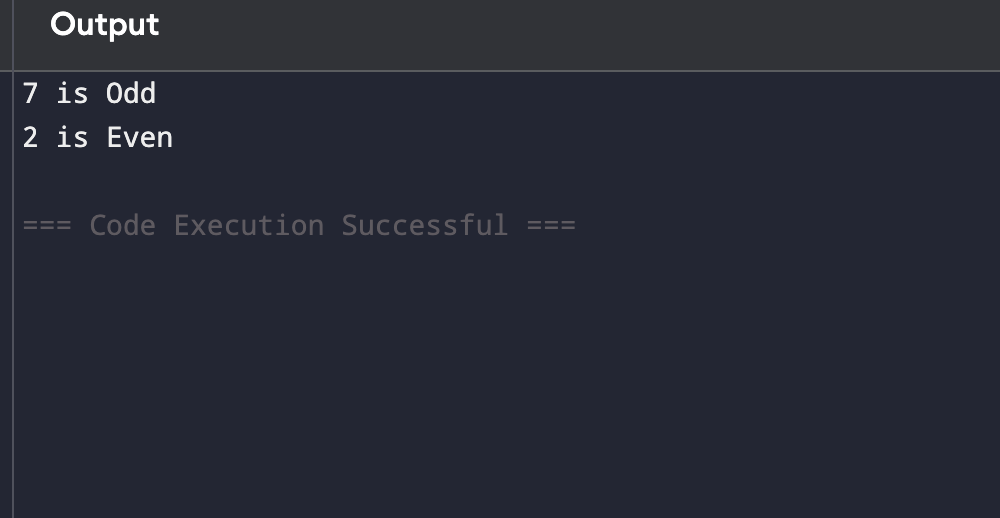 Output
7 is Odd
2 is Even
=== Code Execution Successful ===